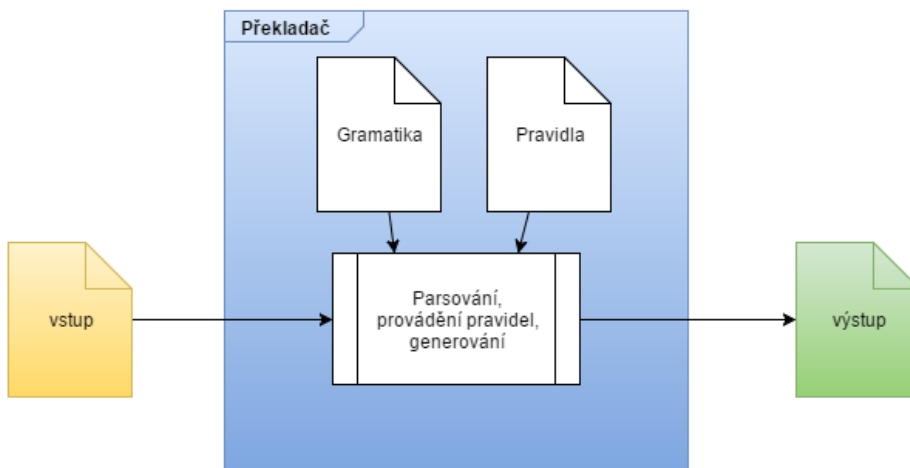 Překladač
Gramatika
Pravidla
vstup
Parsování,
provádění pravidel,
generování
výstup